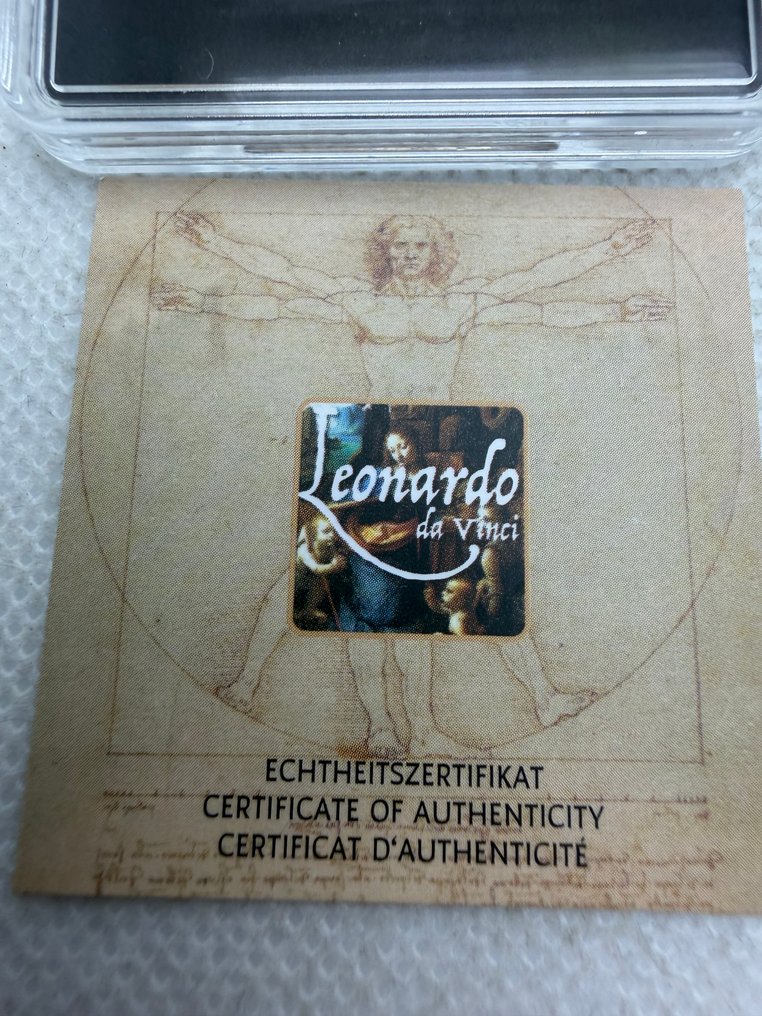 Leonardo
da Vinci
ECHTHEITSZERTIFIKAT
CERTIFICATE OF AUTHENTICITY
CERTIFICAT D‘AUTHENTICITÉ